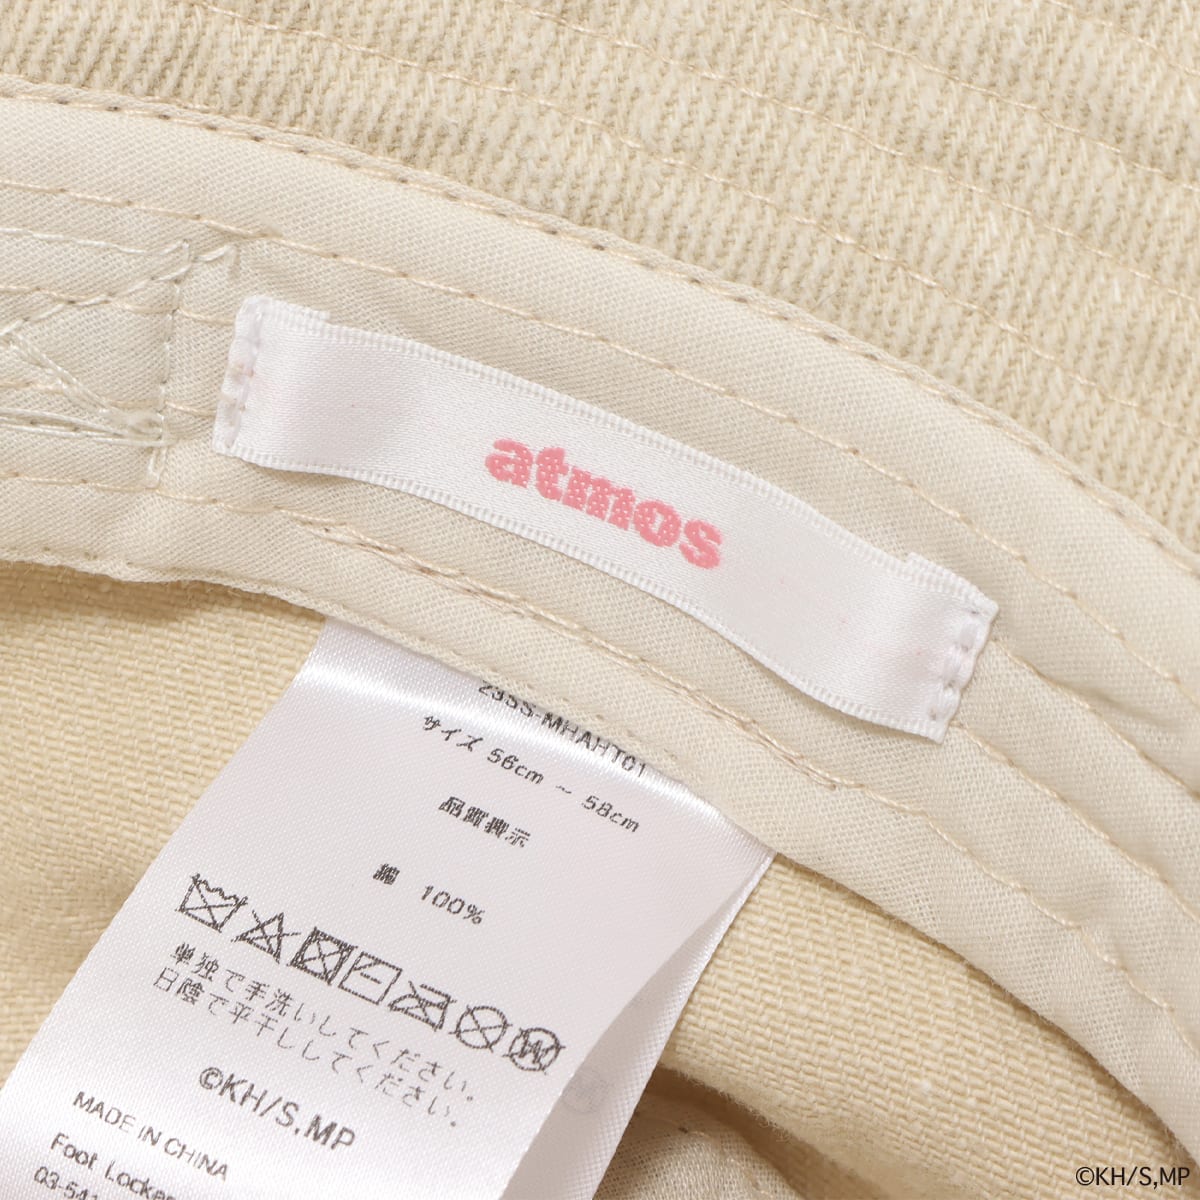 atmos
23SS-MHAHT01
サイズ 56cm ~ 58cm
品質表示
綿 100%
単独で手洗いしてください。
日陰で平干ししてください。
©KH/S,MP
MADE IN CHINA
Foot Locker
03-541
©KH/S,MP